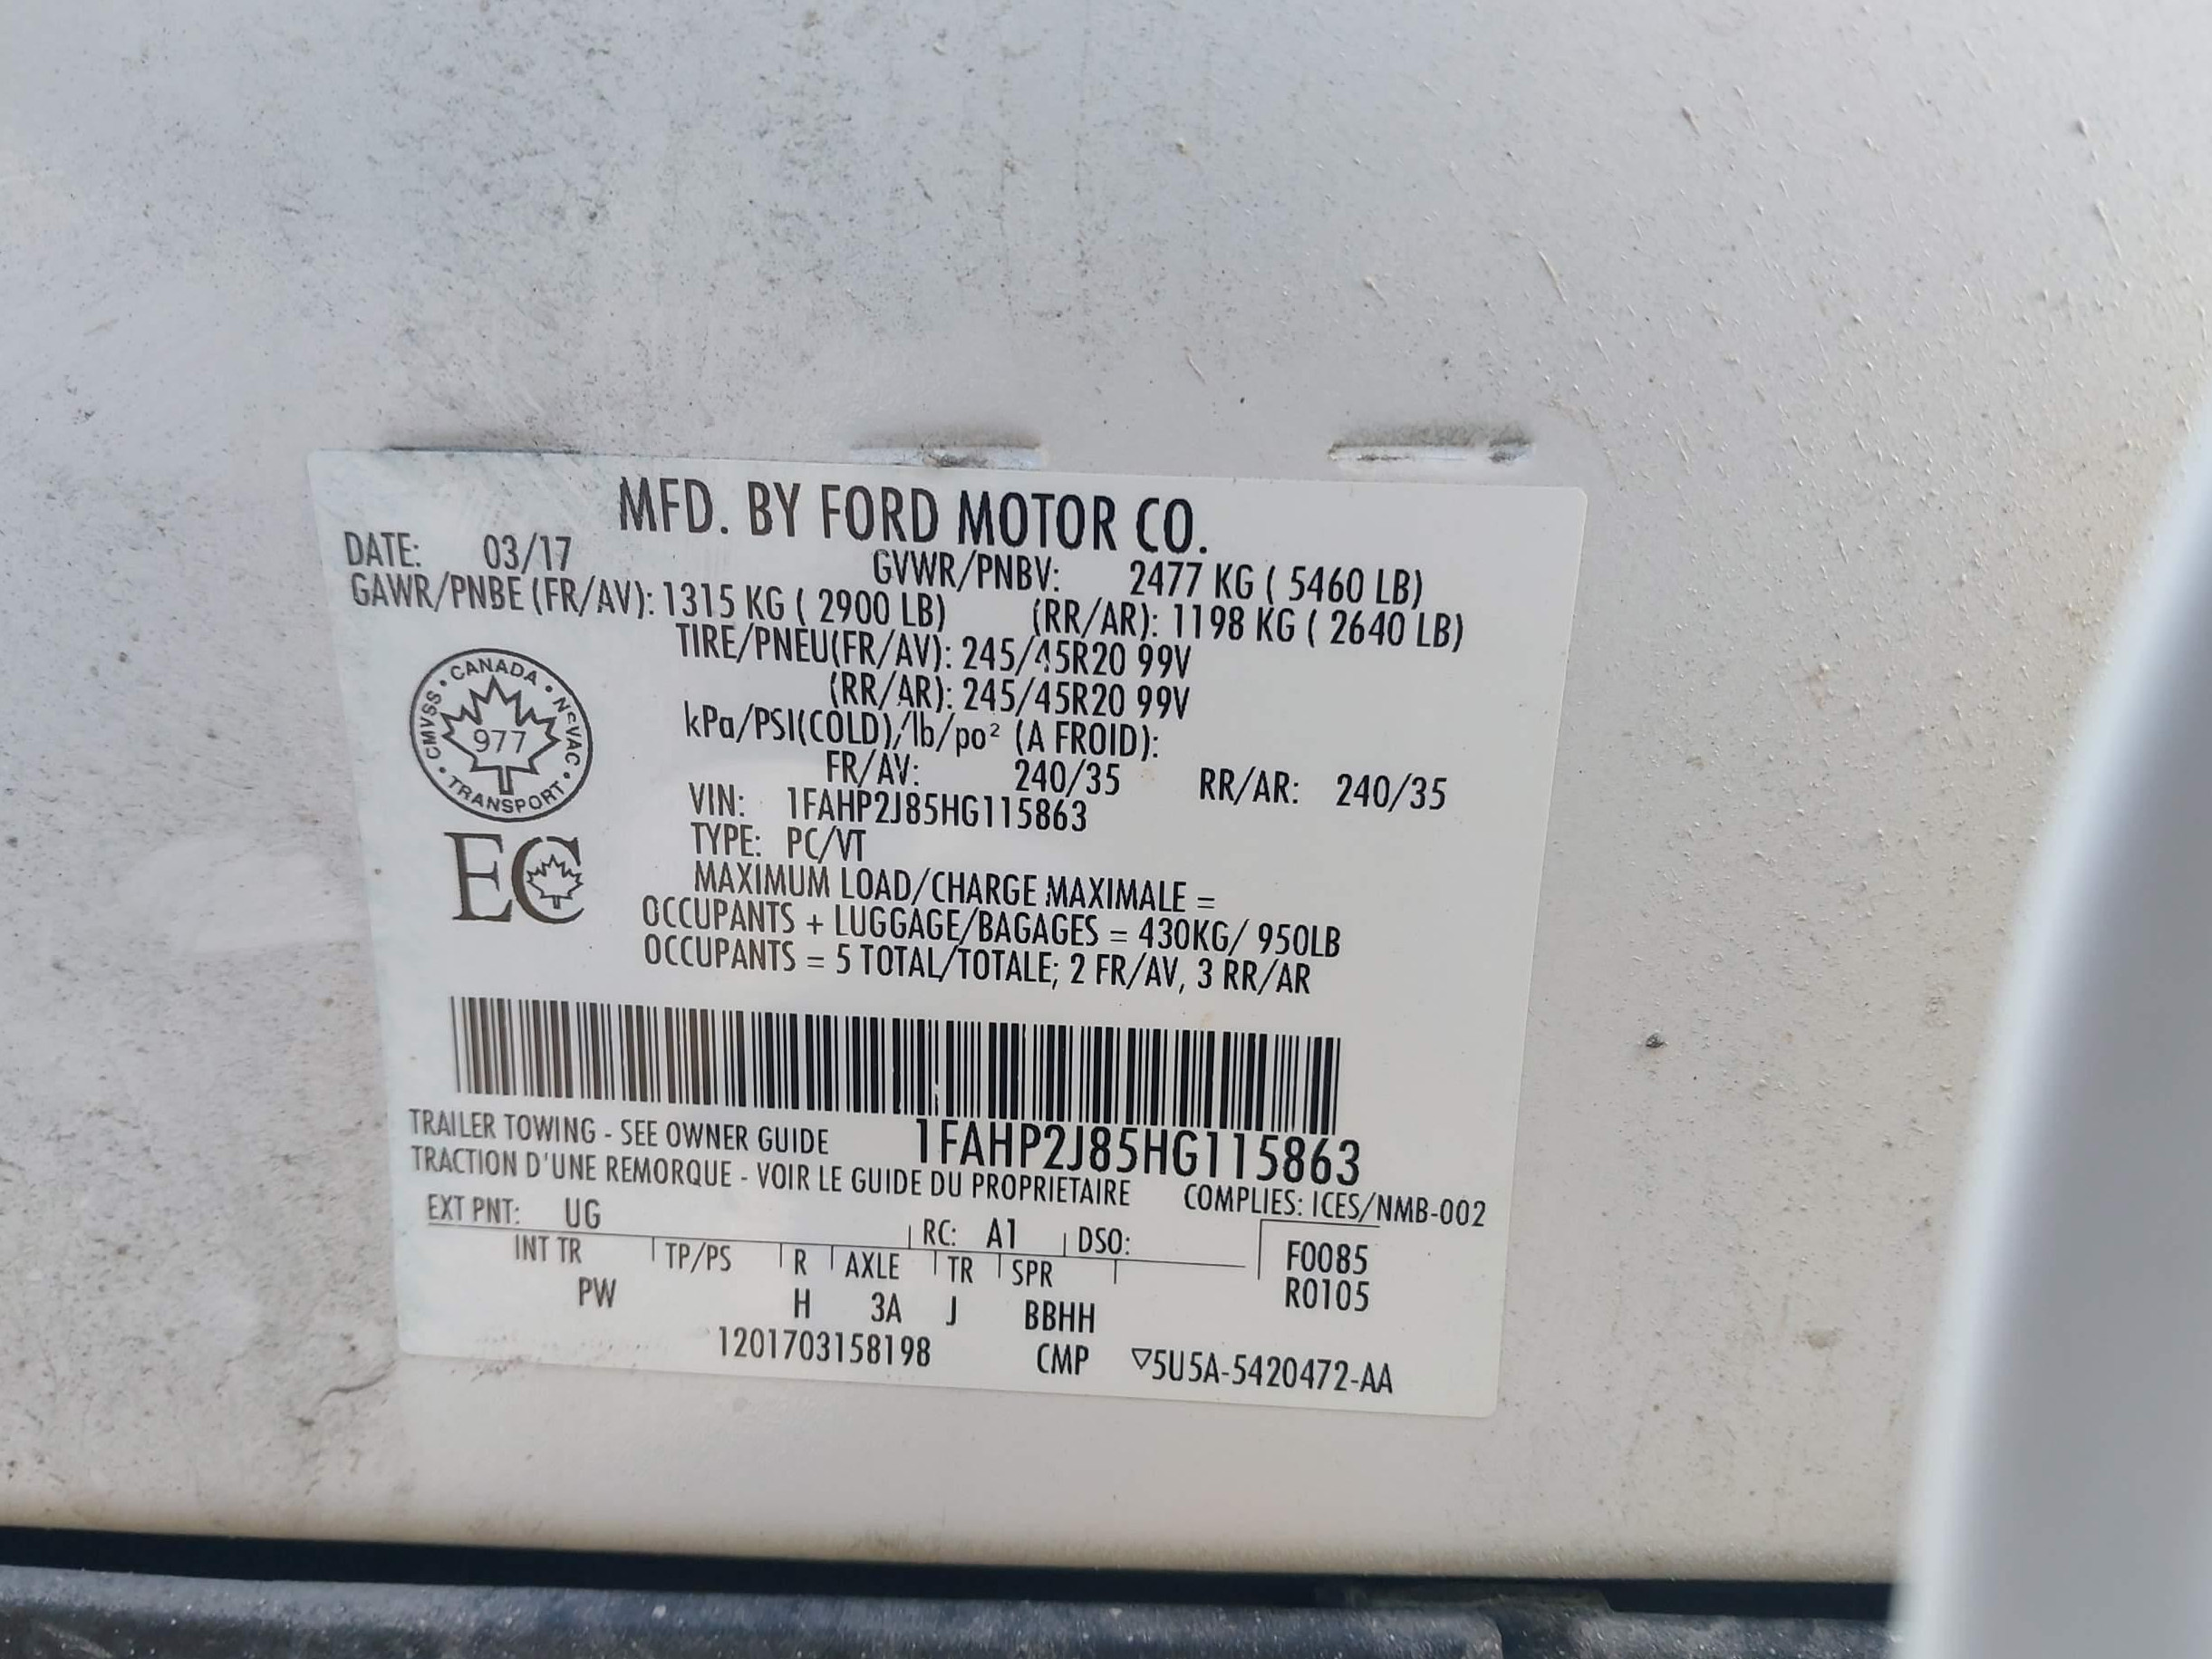 MFD. BY FORD MOTOR CO.
DATE: 03/17 GVWR/PNBV: 2477 KG ( 5460 LB)
GAWR/PNBE (FR/AV): 1315 KG ( 2900 LB) (RR/AR): 1198 KG ( 2640 LB)
TIRE/PNEU(FR/AV): 245/45R20 99V
(RR/AR): 245/45R20 99V
kPa/PSI(COLD)/lb/po² (A FROID):
FR/AV: 240/35 RR/AR: 240/35
VIN: 1FAHP2J85HG115863
TYPE: PC/VT
MAXIMUM LOAD/CHARGE MAXIMALE =
OCCUPANTS + LUGGAGE/BAGAGES = 430KG/ 950LB
OCCUPANTS = 5 TOTAL/TOTALE; 2 FR/AV, 3 RR/AR
CANADA • NSVAC • TRANSPORT • CMVSS •
977
EC
TRAILER TOWING - SEE OWNER GUIDE 1FAHP2J85HG115863
TRACTION D'UNE REMORQUE - VOIR LE GUIDE DU PROPRIETAIRE COMPLIES: ICES/NMB-002
EXT PNT: UG RC: A1 DSO: F0085
INT TR TP/PS R AXLE TR SPR R0105
PW H 3A J BBHH
1201703158198 CMP ▽5U5A-5420472-AA